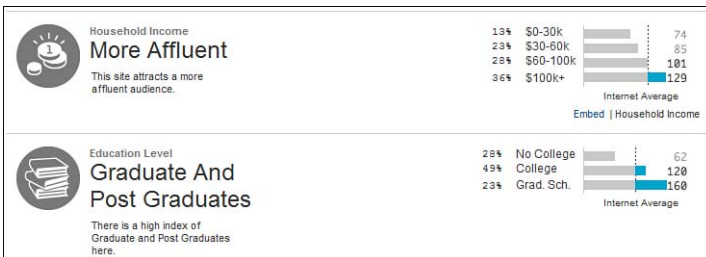 Household Income
More Affluent
This site attracts a more
affluent audience.
13% $0-30k 74
23% $30-60k 85
28% $60-100k 101
36% $100k+ 129
Internet Average
Embed | Household Income
Education Level
Graduate And
Post Graduates
There is a high index of
Graduate and Post Graduates
here.
28% No College 62
49% College 120
23% Grad. Sch. 160
Internet Average